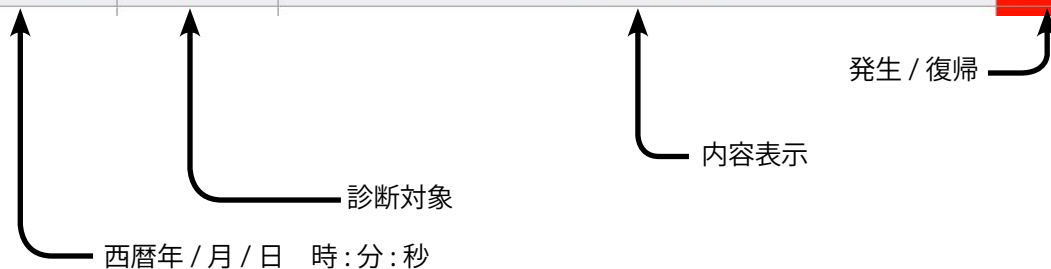 発生 / 復帰
内容表示
診断対象
西暦年 / 月 / 日　時 : 分 : 秒